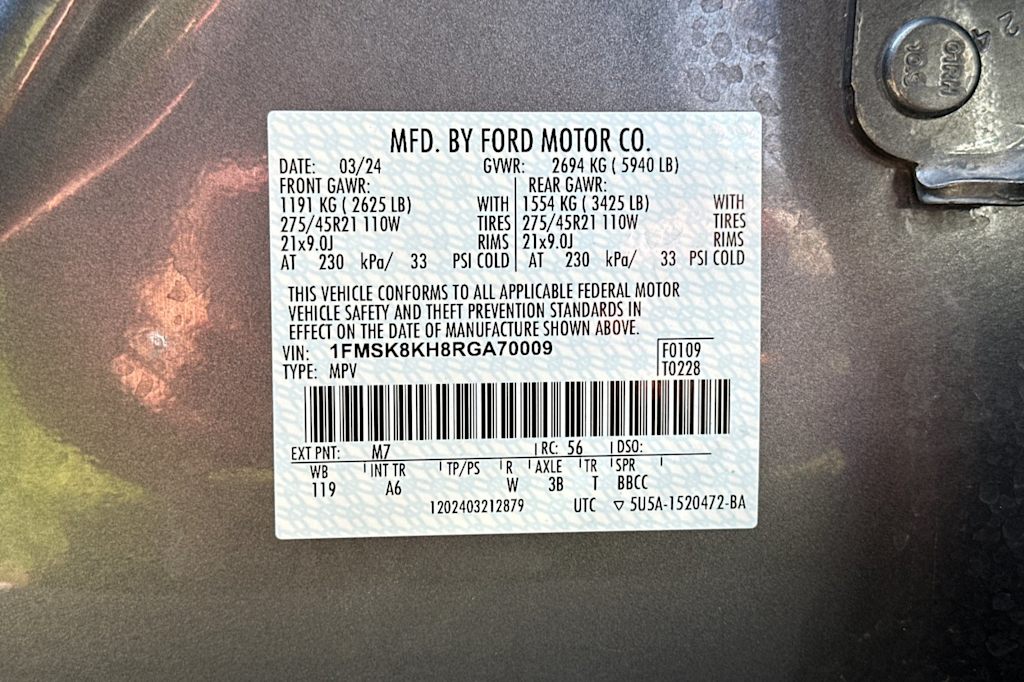 MFD. BY FORD MOTOR CO.
DATE: 03/24 GVWR: 2694 KG ( 5940 LB)
FRONT GAWR: REAR GAWR:
1191 KG ( 2625 LB) WITH 1554 KG ( 3425 LB) WITH
275/45R21 110W TIRES 275/45R21 110W TIRES
21x9.0J RIMS 21x9.0J RIMS
AT 230 kPa/ 33 PSI COLD AT 230 kPa/ 33 PSI COLD
THIS VEHICLE CONFORMS TO ALL APPLICABLE FEDERAL MOTOR
VEHICLE SAFETY AND THEFT PREVENTION STANDARDS IN
EFFECT ON THE DATE OF MANUFACTURE SHOWN ABOVE.
VIN: 1FMSK8KH8RGA70009 F0109
TYPE: MPV T0228
EXT PNT: M7 RC: 56 DSO:
WB INT TR TP/PS R AXLE TR SPR
119 A6 W 3B T BBCC
1202403212879 UTC ▽ 5U5A-1520472-BA